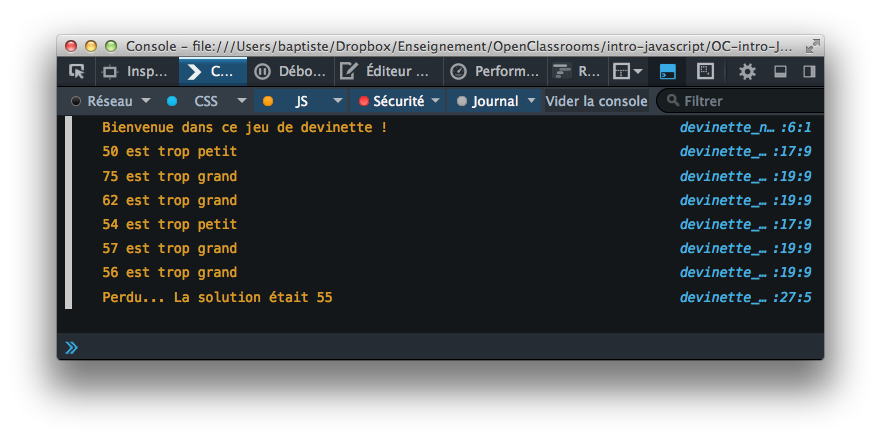 Console – file:///Users/baptiste/Dropbox/Enseignement/OpenClassrooms/intro-javascript/OC-intro-J...
Insp... C... Débo... Éditeur ... Perform... R...
Réseau CSS JS Sécurité Journal Vider la console Filtrer
Bienvenue dans ce jeu de devinette ! devinette_n… :6:1
50 est trop petit devinette_… :17:9
75 est trop grand devinette_… :19:9
62 est trop grand devinette_… :19:9
54 est trop petit devinette_… :17:9
57 est trop grand devinette_… :19:9
56 est trop grand devinette_… :19:9
Perdu... La solution était 55 devinette_… :27:5